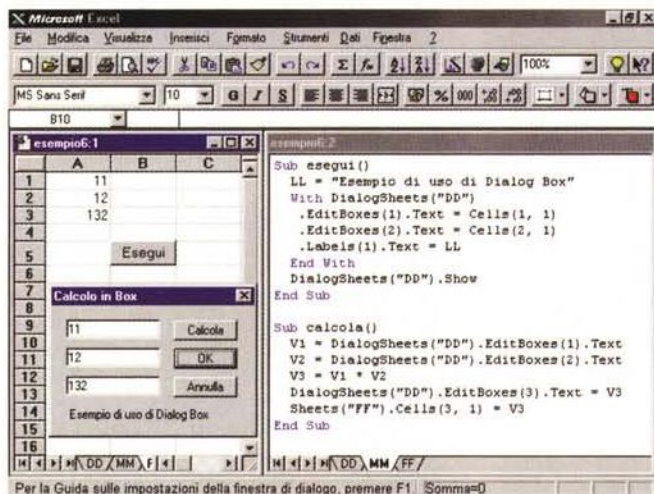 Microsoft Excel
File Modifica Visualizza Inserisci Formato Strumenti Dati Finestra ?
100%
MS Sans Serif 10 G I S % 000
B10
esempio6:1
A B C
1 11
2 12
3 132
4
5 Esegui
6
7
8
9
10
11
12
13
14
15
16
Calcolo in Box
11 Calcola
12 OK
132 Annulla
Esempio di uso di Dialog Box
DD MM F
esempio6:2
Sub esegui()
LL = "Esempio di uso di Dialog Box"
With DialogSheets("DD")
.EditBoxes(1).Text = Cells(1, 1)
.EditBoxes(2).Text = Cells(2, 1)
.Labels(1).Text = LL
End With
DialogSheets("DD").Show
End Sub
Sub calcola()
V1 = DialogSheets("DD").EditBoxes(1).Text
V2 = DialogSheets("DD").EditBoxes(2).Text
V3 = V1 * V2
DialogSheets("DD").EditBoxes(3).Text = V3
Sheets("FF").Cells(3, 1) = V3
End Sub
DD MM FF
Per la Guida sulle impostazioni della finestra di dialogo, premere F1 Somma=0